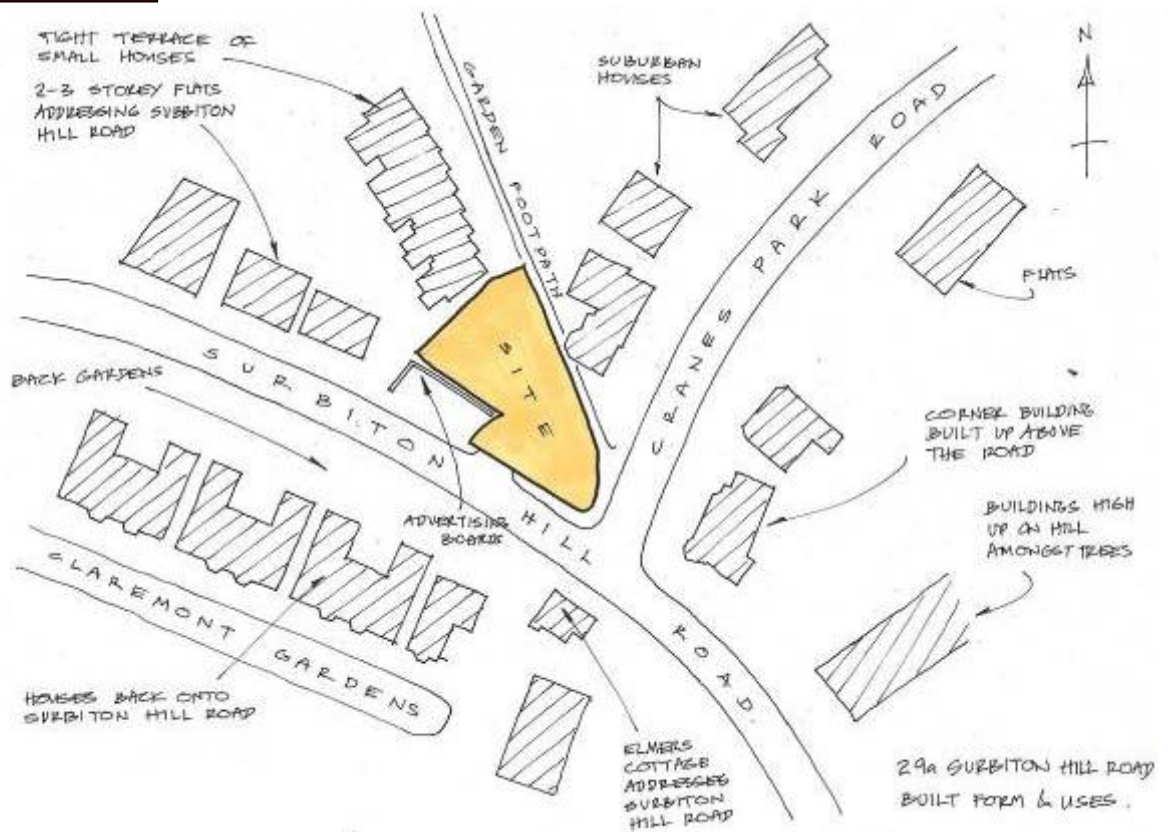 TIGHT TERRACE OF
SMALL HOUSES
2-3 STOREY FLATS
ADDRESSING SURBITON
HILL ROAD
GARDEN FOOTPATH
SUBURBAN
HOUSES
N
CRANES PARK ROAD
FLATS
SITE
SURBITON HILL ROAD
BACK GARDENS
ADVERTISING
BOARDS
CORNER BUILDING
BUILT UP ABOVE
THE ROAD
BUILDINGS HIGH
UP ON HILL
AMONGST TREES
CLAREMONT GARDENS
HOUSES BACK ONTO
SURBITON HILL ROAD
ELMERS
COTTAGE
ADDRESSES
SURBITON
HILL ROAD
29a SURBITON HILL ROAD
BUILT FORM & USES.